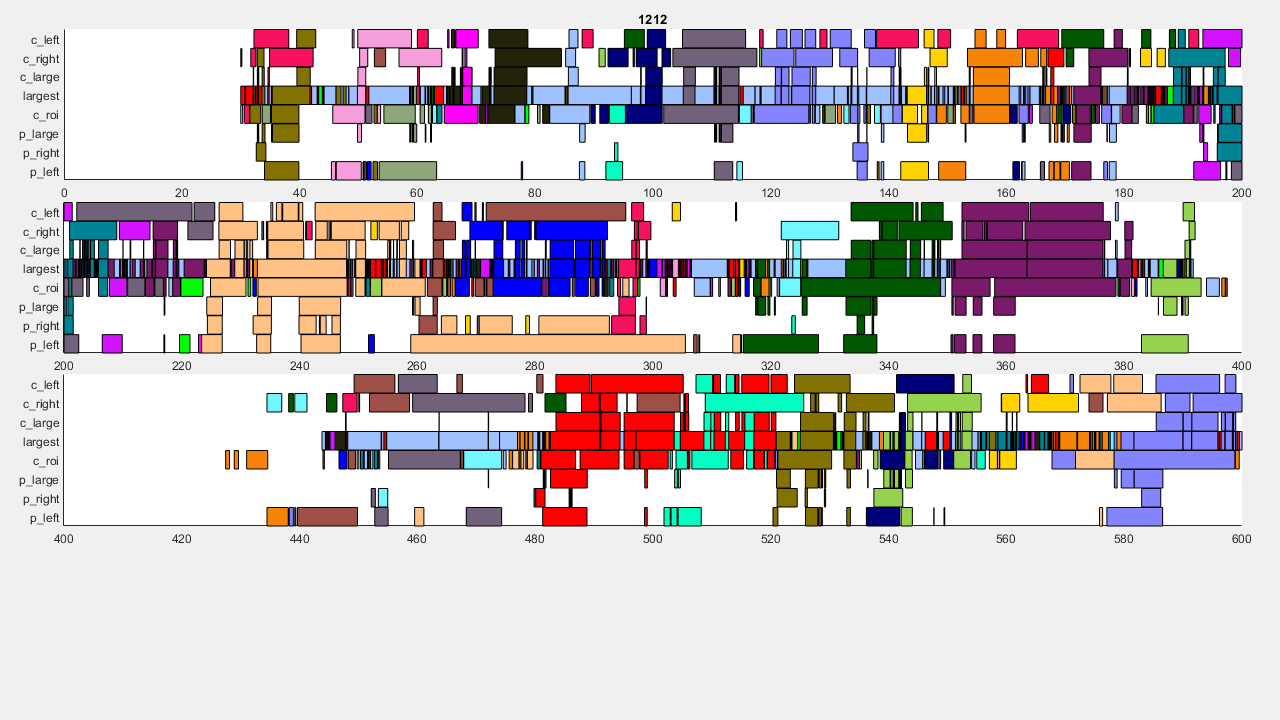 1212
c_left
c_right
c_large
largest
c_roi
p_large
p_right
p_left
0 20 40 60 80 100 120 140 160 180 200
c_left
c_right
c_large
largest
c_roi
p_large
p_right
p_left
200 220 240 260 280 300 320 340 360 380 400
c_left
c_right
c_large
largest
c_roi
p_large
p_right
p_left
400 420 440 460 480 500 520 540 560 580 600